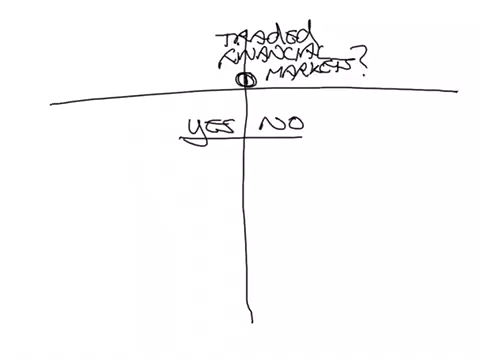 TRADED
FINANCIAL
MARKETS?
YES NO